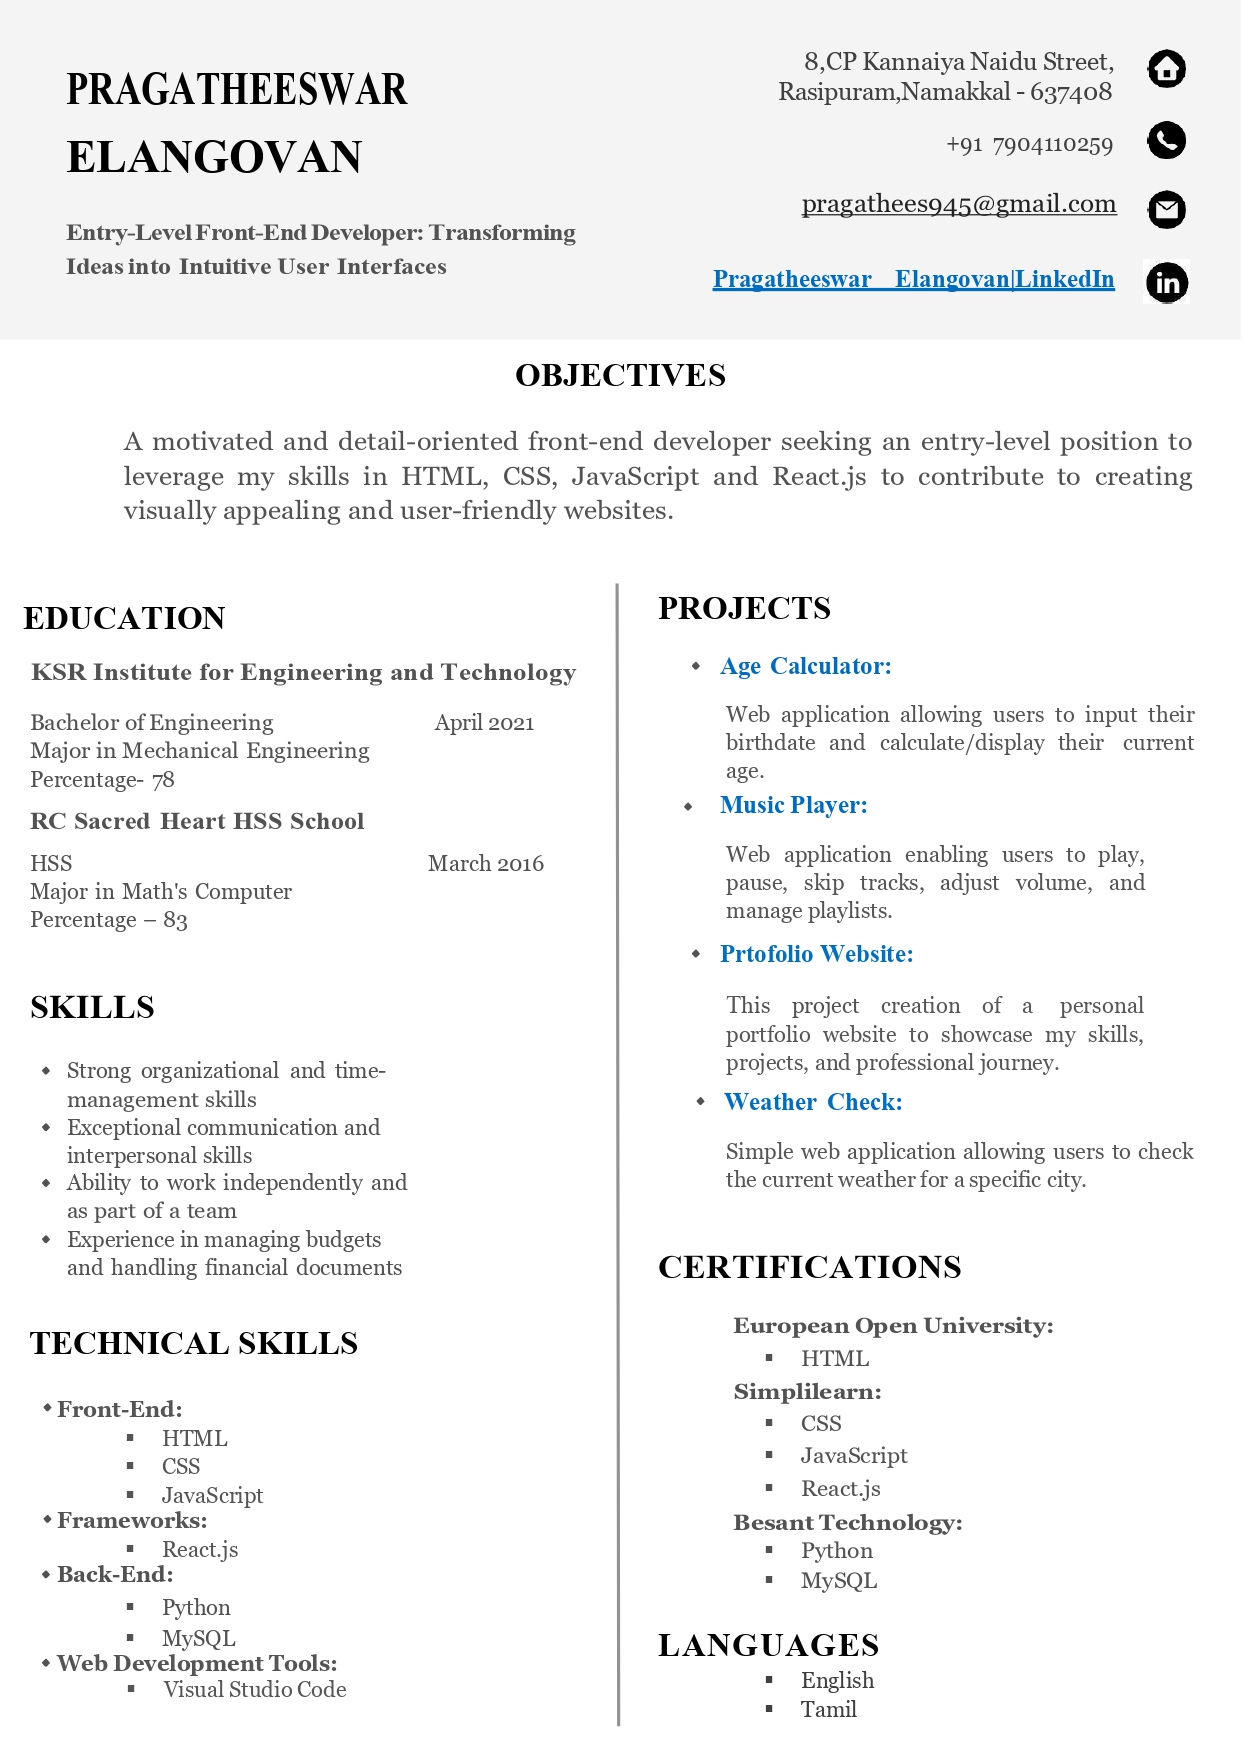 PRAGATHEESWAR
ELANGOVAN
Entry-Level Front-End Developer: Transforming
Ideas into Intuitive User Interfaces
8,CP Kannaiya Naidu Street,
Rasipuram,Namakkal - 637408
+91 7904110259
pragathees945@gmail.com
Pragatheeswar Elangovan|LinkedIn
in
OBJECTIVES
A motivated and detail-oriented front-end developer seeking an entry-level position to
leverage my skills in HTML, CSS, JavaScript and React.js to contribute to creating
visually appealing and user-friendly websites.
EDUCATION
KSR Institute for Engineering and Technology
Bachelor of Engineering April 2021
Major in Mechanical Engineering
Percentage- 78
RC Sacred Heart HSS School
HSS March 2016
Major in Math's Computer
Percentage – 83
SKILLS
Strong organizational and time-
management skills
Exceptional communication and
interpersonal skills
Ability to work independently and
as part of a team
Experience in managing budgets
and handling financial documents
TECHNICAL SKILLS
Front-End:
HTML
CSS
JavaScript
Frameworks:
React.js
Back-End:
Python
MySQL
Web Development Tools:
Visual Studio Code
PROJECTS
Age Calculator:
Web application allowing users to input their
birthdate and calculate/display their current
age.
Music Player:
Web application enabling users to play,
pause, skip tracks, adjust volume, and
manage playlists.
Prtofolio Website:
This project creation of a personal
portfolio website to showcase my skills,
projects, and professional journey.
Weather Check:
Simple web application allowing users to check
the current weather for a specific city.
CERTIFICATIONS
European Open University:
HTML
Simplilearn:
CSS
JavaScript
React.js
Besant Technology:
Python
MySQL
LANGUAGES
English
Tamil